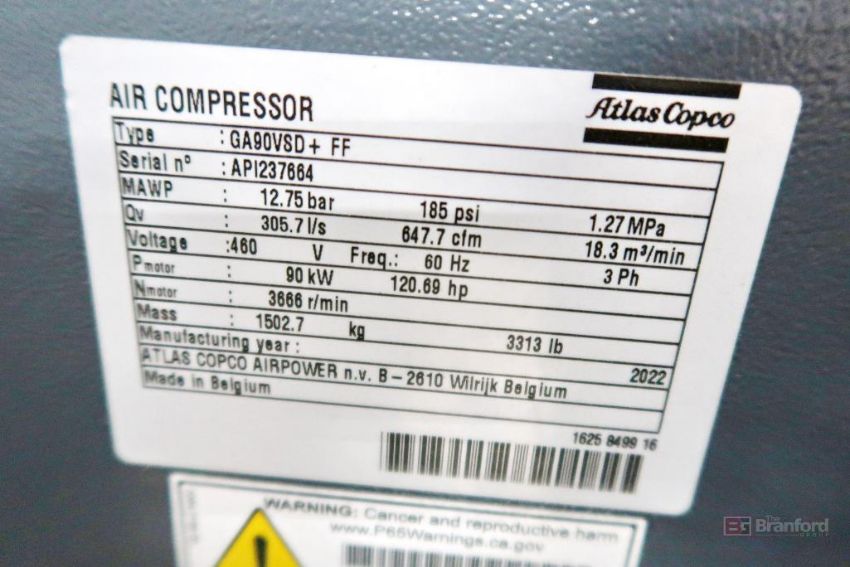 AIR COMPRESSOR
Atlas Copco
Type : GA90VSD+ FF
Serial nº : API237664
MAWP : 12.75 bar 185 psi 1.27 MPa
Qv : 305.7 l/s 647.7 cfm 18.3 m³/min
Voltage : 460 V Freq.: 60 Hz 3 Ph
Pmotor : 90 kW 120.69 hp
Nmotor : 3666 r/min
Mass : 1502.7 kg 3313 lb
Manufacturing year : 2022
ATLAS COPCO AIRPOWER n.v. B-2610 Wilrijk Belgium
Made in Belgium
1625 8499 16
WARNING: Cancer and reproductive harm
www.P65Warnings.ca.gov
BG The Branford GROUP